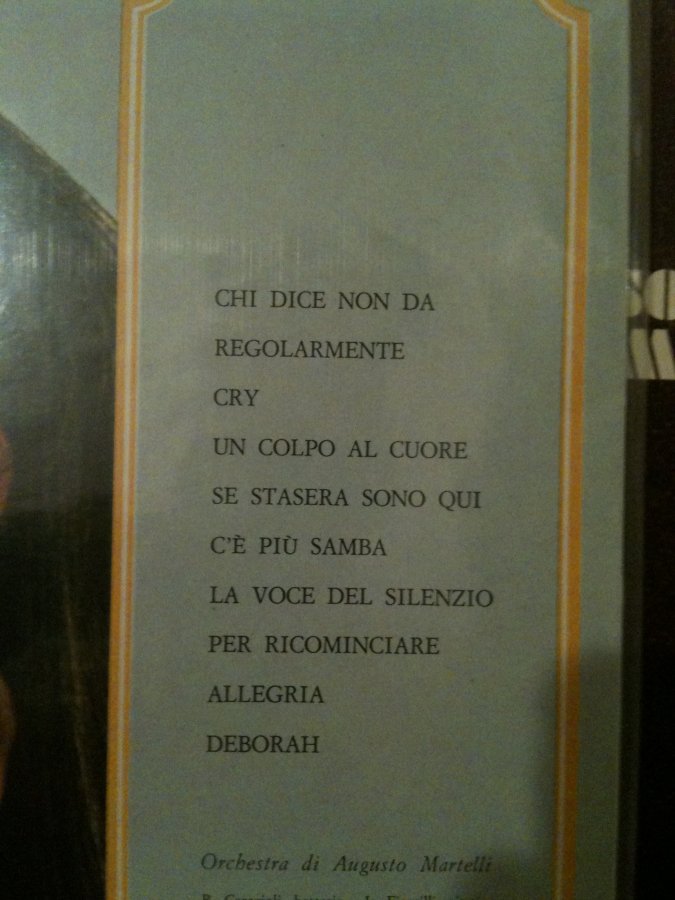 CHI DICE NON DA
REGOLARMENTE
CRY
UN COLPO AL CUORE
SE STASERA SONO QUI
C'È PIÙ SAMBA
LA VOCE DEL SILENZIO
PER RICOMINCIARE
ALLEGRIA
DEBORAH
Orchestra di Augusto Martelli